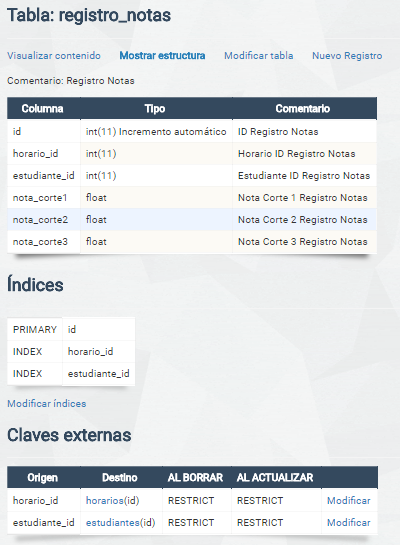 Tabla: registro_notas
Visualizar contenido Mostrar estructura Modificar tabla Nuevo Registro
Comentario: Registro Notas
Columna Tipo Comentario
id int(11) Incremento automático ID Registro Notas
horario_id int(11) Horario ID Registro Notas
estudiante_id int(11) Estudiante ID Registro Notas
nota_corte1 float Nota Corte 1 Registro Notas
nota_corte2 float Nota Corte 2 Registro Notas
nota_corte3 float Nota Corte 3 Registro Notas
Índices
PRIMARY id
INDEX horario_id
INDEX estudiante_id
Modificar índices
Claves externas
Origen Destino AL BORRAR AL ACTUALIZAR
horario_id horarios(id) RESTRICT RESTRICT Modificar
estudiante_id estudiantes(id) RESTRICT RESTRICT Modificar